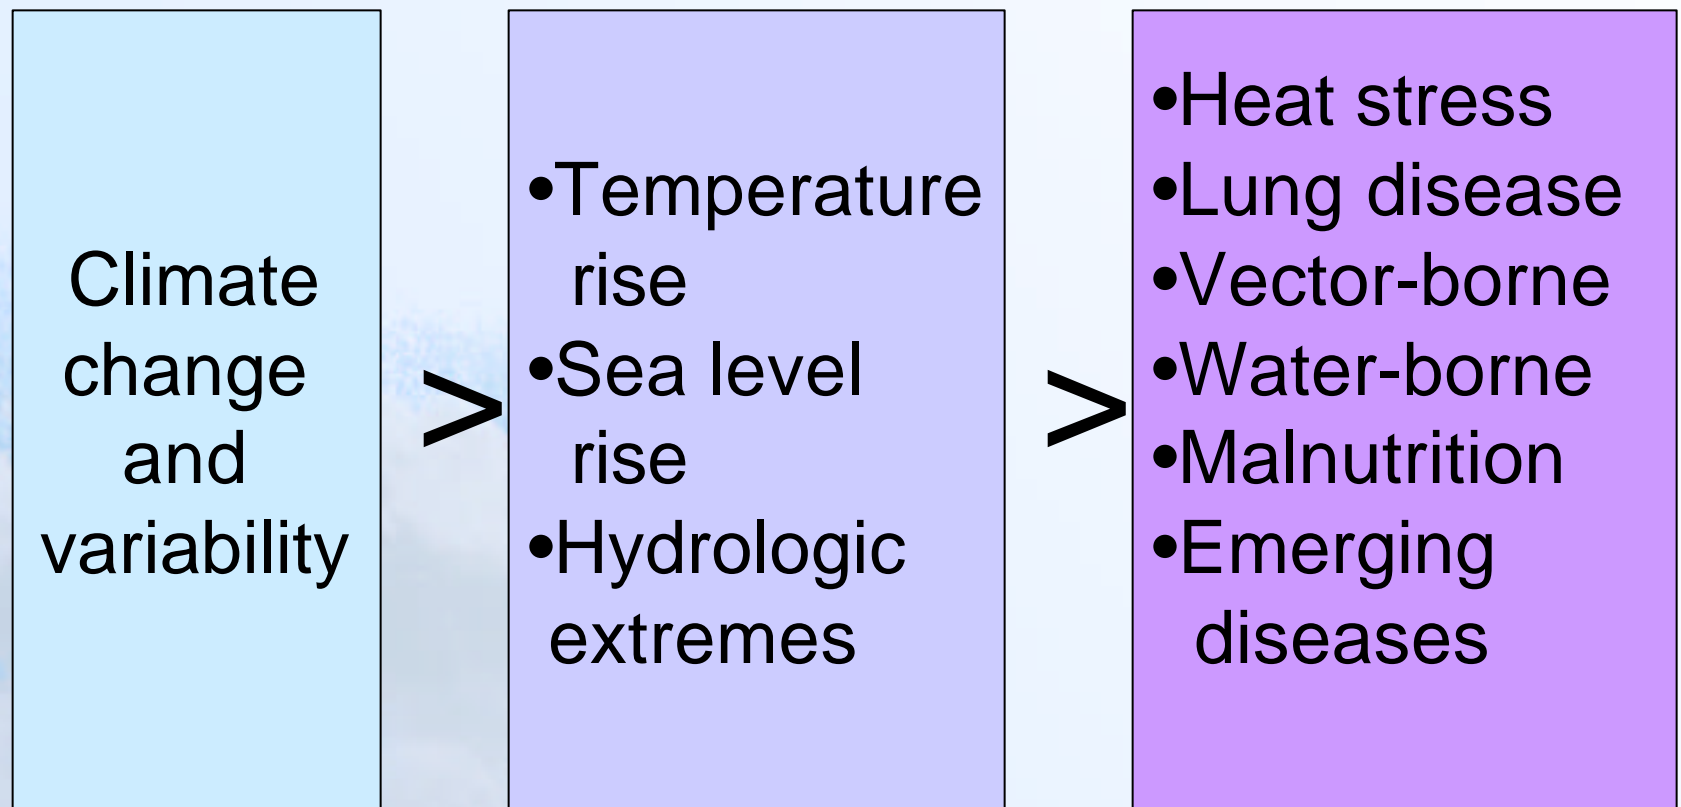 Climate
change
and
variability
>
•Temperature
rise
•Sea level
rise
•Hydrologic
extremes
>
•Heat stress
•Lung disease
•Vector-borne
•Water-borne
•Malnutrition
•Emerging
diseases